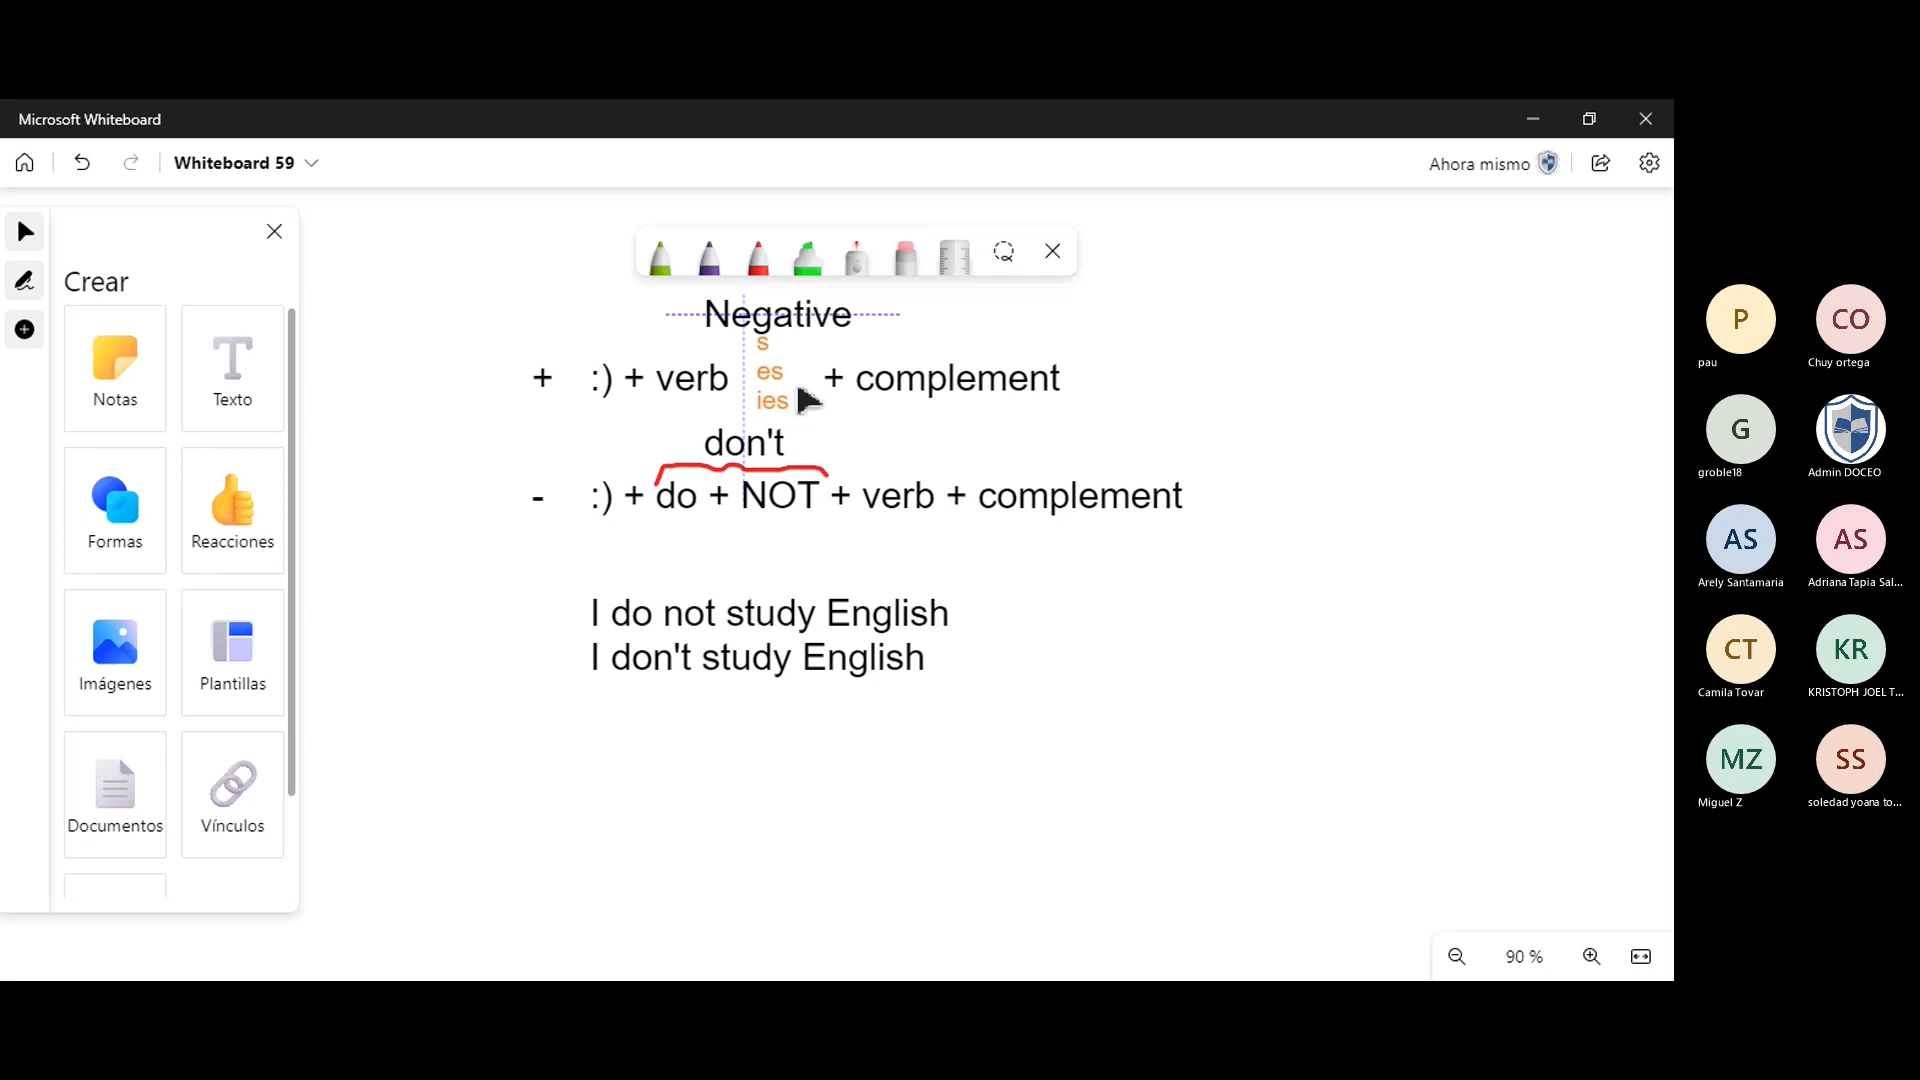 Microsoft Whiteboard
Whiteboard 59
Ahora mismo
Crear
Notas
Texto
Formas
Reacciones
Imágenes
Plantillas
Documentos
Vínculos
Negative
s
es
ies
+ :) + verb + complement
don't
- :) + do + NOT + verb + complement
I do not study English
I don't study English
90 %
P
pau
CO
Chuy ortega
G
groble18
Admin DOCEO
AS
Arely Santamaria
AS
Adriana Tapia Sal...
CT
Camila Tovar
KR
KRISTOPH JOEL T...
MZ
Miguel Z
SS
soledad yoana to...